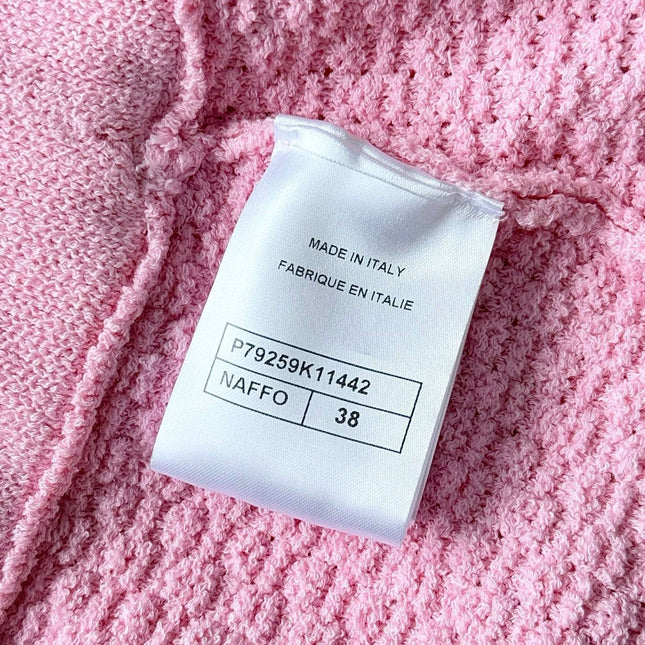 MADE IN ITALY
FABRIQUE EN ITALIE
P79259K11442
NAFFO 38